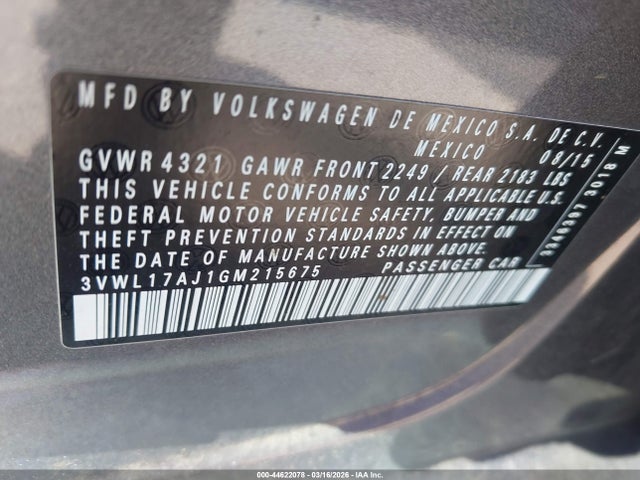 MFD BY VOLKSWAGEN DE MEXICO S.A. DE C.V.
MEXICO 08/15
GVWR 4321 GAWR FRONT 2249 / REAR 2183 LBS
THIS VEHICLE CONFORMS TO ALL APPLICABLE U.S.
FEDERAL MOTOR VEHICLE SAFETY, BUMPER AND
THEFT PREVENTION STANDARDS IN EFFECT ON
THE DATE OF MANUFACTURE SHOWN ABOVE.
3VWL17AJ1GM215675 PASSENGER CAR
3018 M
000-44622078 - 03/16/2026 - IAA Inc.